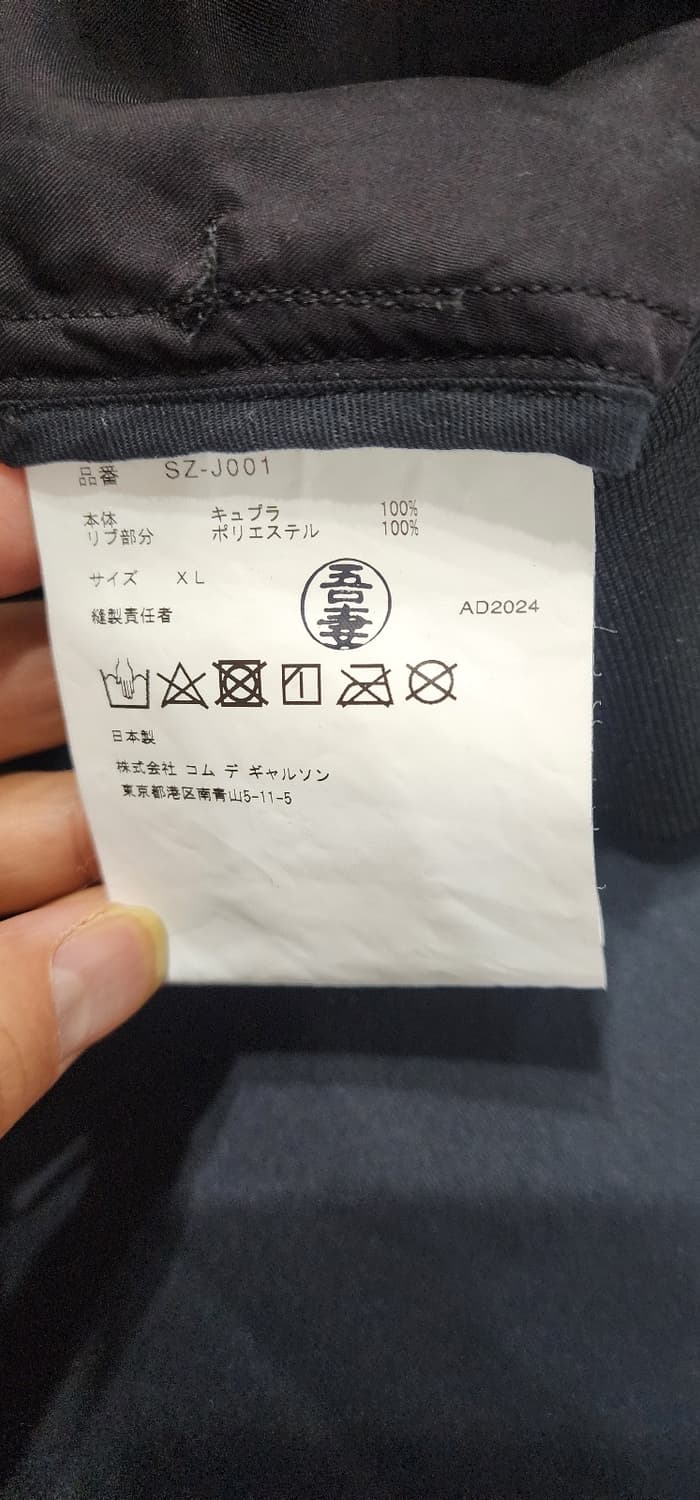 品番 SZ-J001
本体 キュプラ 100%
リブ部分 ポリエステル 100%
サイズ XL
縫製責任者 吾妻 AD2024
日本製
株式会社 コム デ ギャルソン
東京都港区南青山5-11-5